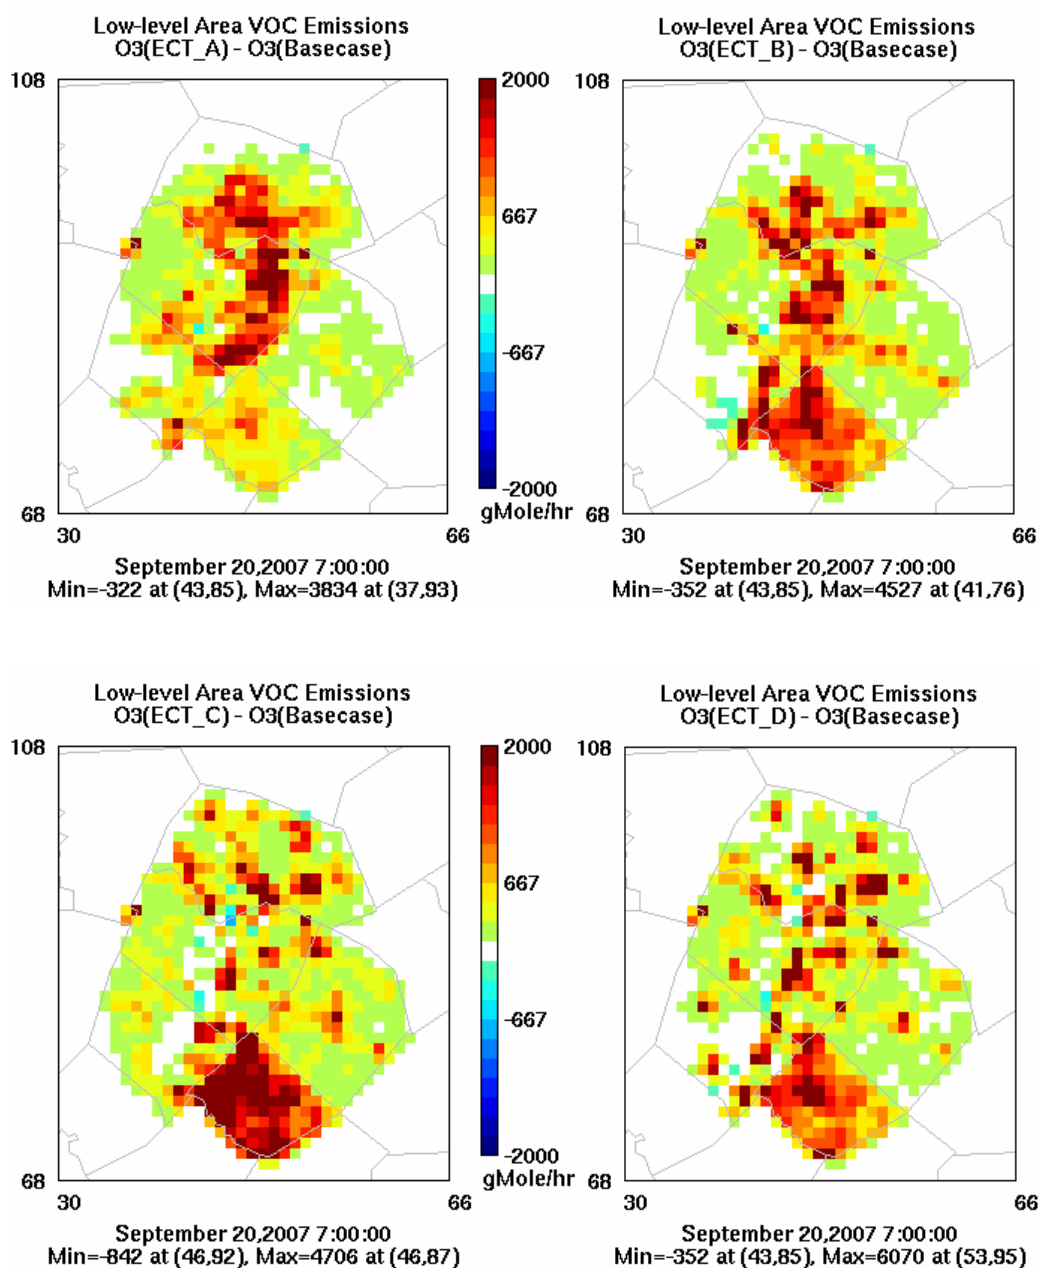 Low-level Area VOC Emissions
O3(ECT_A) - O3(Basecase)
108
2000
667
-667
-2000
gMole/hr
68
30
66
September 20,2007 7:00:00
Min=-322 at (43,85), Max=3834 at (37,93)
Low-level Area VOC Emissions
O3(ECT_B) - O3(Basecase)
108
68
30
66
September 20,2007 7:00:00
Min=-352 at (43,85), Max=4527 at (41,76)
Low-level Area VOC Emissions
O3(ECT_C) - O3(Basecase)
108
2000
667
-667
-2000
gMole/hr
68
30
66
September 20,2007 7:00:00
Min=-842 at (46,92), Max=4706 at (46,87)
Low-level Area VOC Emissions
O3(ECT_D) - O3(Basecase)
108
68
30
66
September 20,2007 7:00:00
Min=-352 at (43,85), Max=6070 at (53,95)